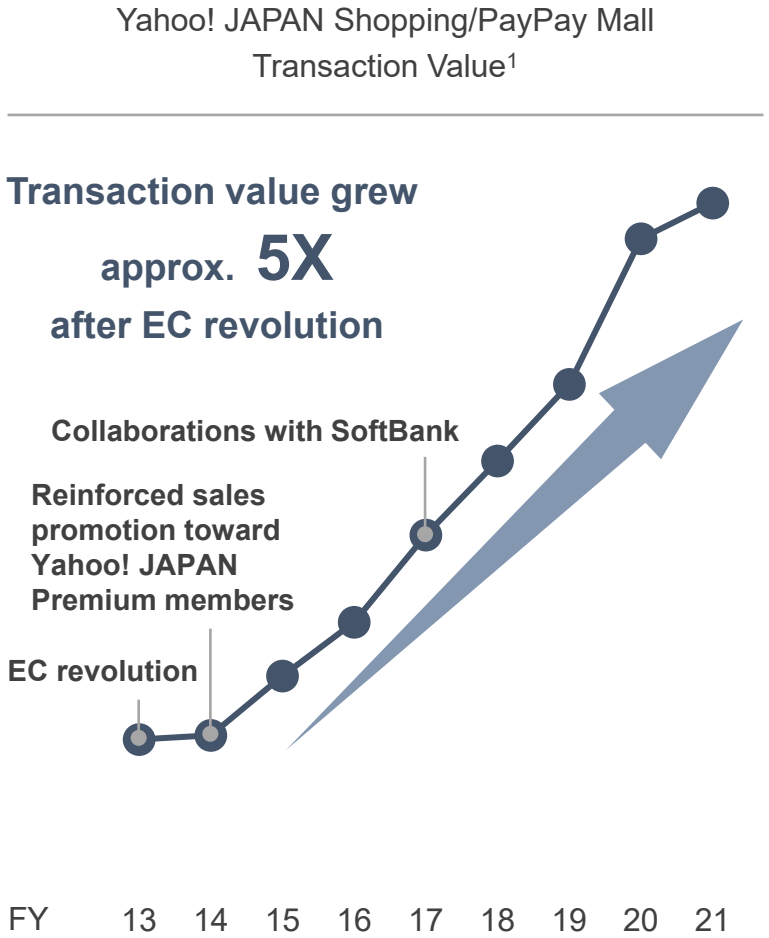 Yahoo! JAPAN Shopping/PayPay Mall
Transaction Value¹
Transaction value grew
approx. 5X
after EC revolution
Collaborations with SoftBank
Reinforced sales
promotion toward
Yahoo! JAPAN
Premium members
EC revolution
FY 13 14 15 16 17 18 19 20 21